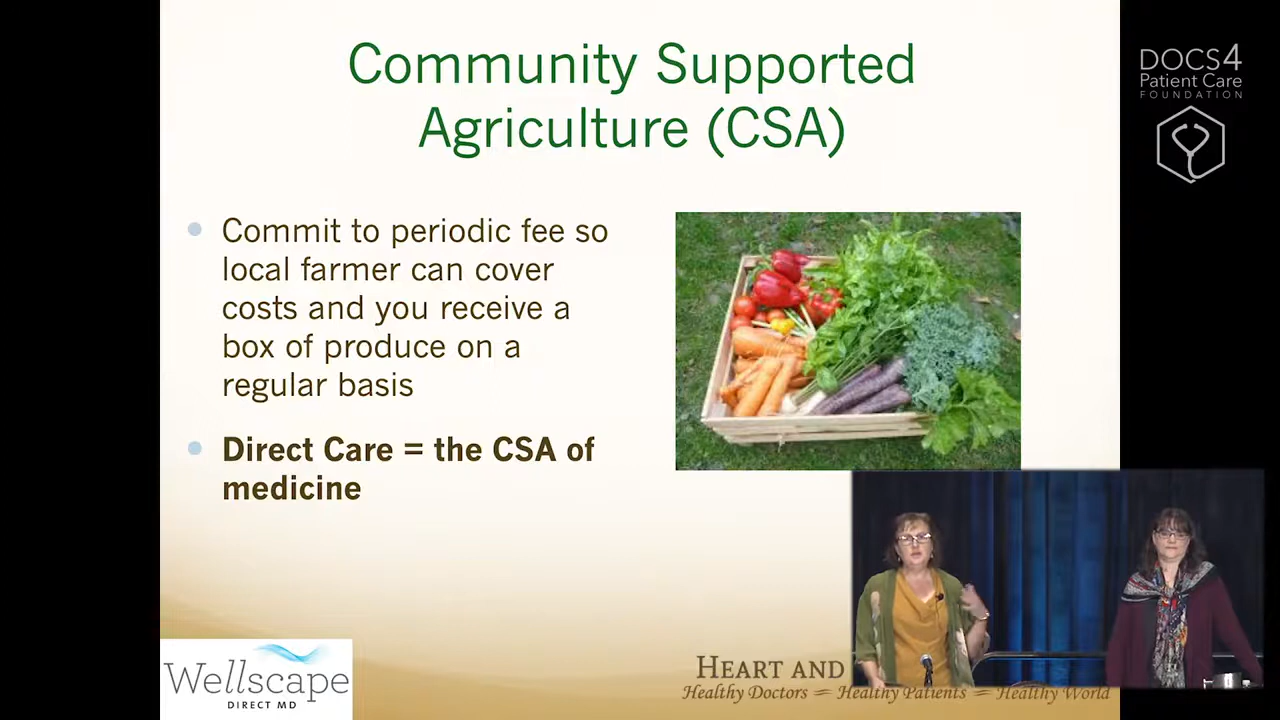 Community Supported
Agriculture (CSA)
Commit to periodic fee so
local farmer can cover
costs and you receive a
box of produce on a
regular basis
Direct Care = the CSA of
medicine
DOCS4
Patient Care
FOUNDATION
Wellscape
DIRECT MD
HEART AND
Healthy Doctors = Healthy Patients = Healthy World